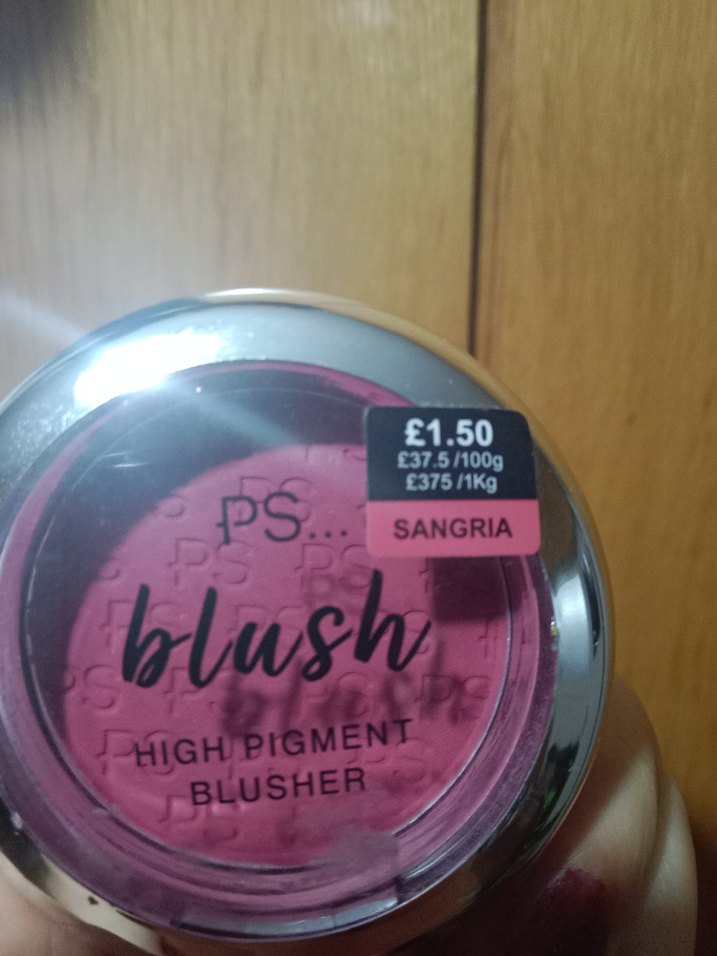 £1.50
£37.5 /100g
£375 /1Kg
SANGRIA
PS...
blush
HIGH PIGMENT
BLUSHER